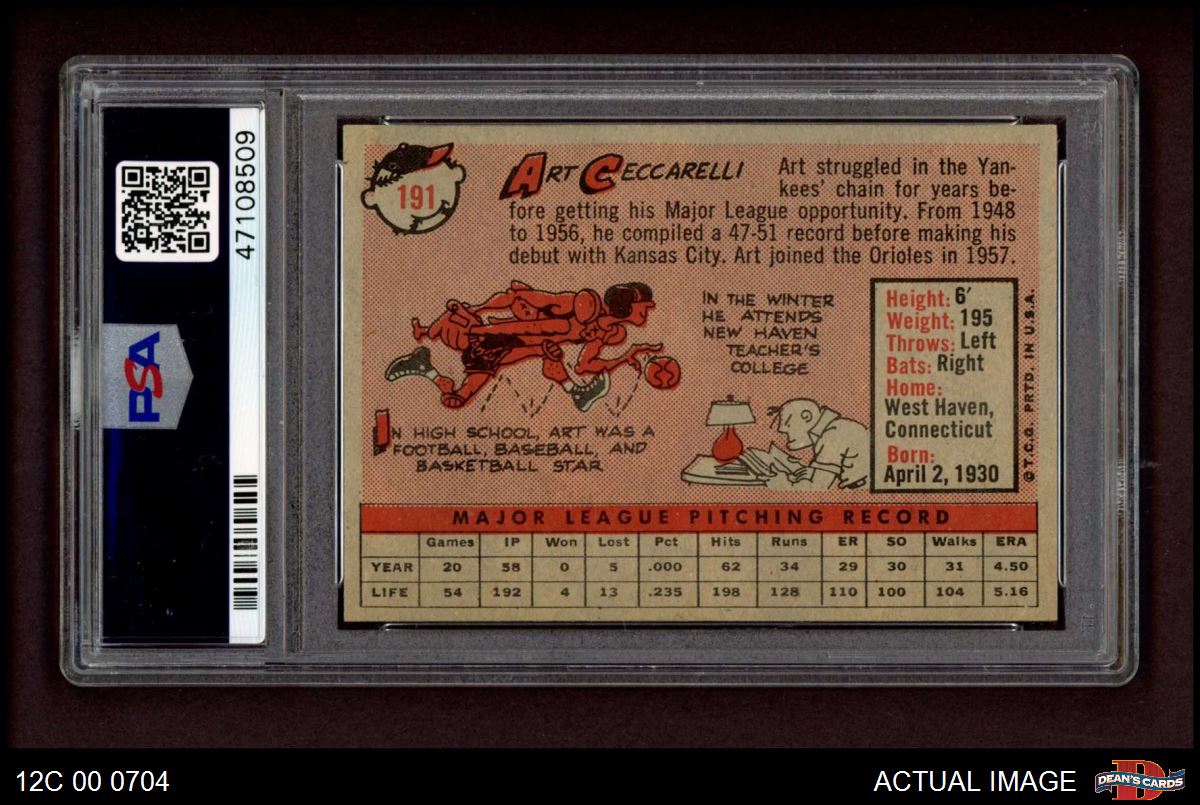 47108509
PSA
191
ART CECCARELLI
Art struggled in the Yan-
kees' chain for years be-
fore getting his Major League opportunity. From 1948
to 1956, he compiled a 47-51 record before making his
debut with Kansas City. Art joined the Orioles in 1957.
IN HIGH SCHOOL, ART WAS A
FOOTBALL, BASEBALL, AND
BASKETBALL STAR
IN THE WINTER
HE ATTENDS
NEW HAVEN
TEACHER'S
COLLEGE
Height: 6'
Weight: 195
Throws: Left
Bats: Right
Home:
West Haven,
Connecticut
Born:
April 2, 1930
©T.C.G. PRTD. IN U.S.A.
MAJOR LEAGUE PITCHING RECORD
Games IP Won Lost Pct Hits Runs ER SO Walks ERA
YEAR 20 58 0 5 .000 62 34 29 30 31 4.50
LIFE 54 192 4 13 .235 198 128 110 100 104 5.16
12C 00 0704
ACTUAL IMAGE
DEAN'S CARDS